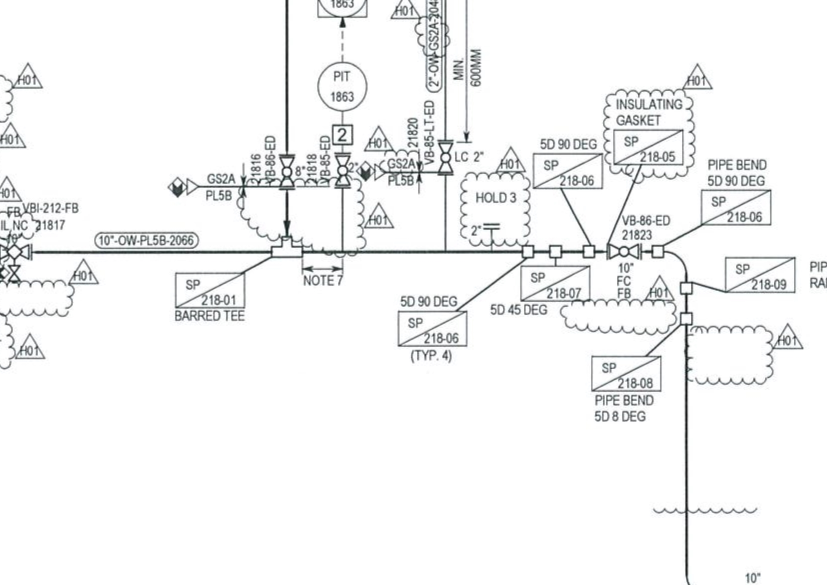 1863
H01
2"-OW-GS2A-204
MIN.
600MM
PIT
1863
2
H01
H01
H01
21816
VB-86-ED
8"
21818
VB-85-ED
2"
H01
GS2A
PL5B
GS2A
PL5B
21820
VB-85-LT-ED
LC 2"
H01
HOLD 3
2"
5D 90 DEG
SP
218-06
INSULATING
GASKET
SP
218-05
H01
PIPE BEND
5D 90 DEG
SP
218-06
H01
FB VBI-212-FB
NC 21817
10"-OW-PL5B-2066
H01
VB-86-ED
21823
10"
FC
FB
H01
SP
218-09
PIP
SP
218-01
BARRED TEE
NOTE 7
SP
218-07
5D 45 DEG
5D 90 DEG
SP
218-06
(TYP. 4)
H01
H01
H01
SP
218-08
PIPE BEND
5D 8 DEG
10"